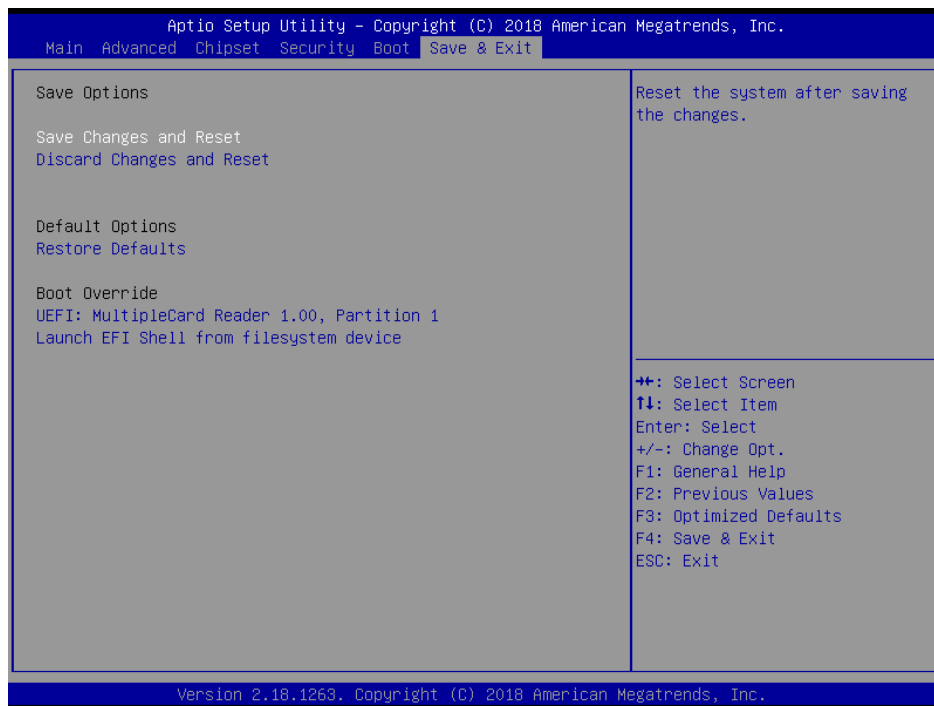 Aptio Setup Utility – Copyright (C) 2018 American Megatrends, Inc.
Main Advanced Chipset Security Boot Save & Exit
Save Options
Save Changes and Reset
Discard Changes and Reset
Default Options
Restore Defaults
Boot Override
UEFI: MultipleCard Reader 1.00, Partition 1
Launch EFI Shell from filesystem device
Reset the system after saving
the changes.
→←: Select Screen
↑↓: Select Item
Enter: Select
+/-: Change Opt.
F1: General Help
F2: Previous Values
F3: Optimized Defaults
F4: Save & Exit
ESC: Exit
Version 2.18.1263. Copyright (C) 2018 American Megatrends, Inc.